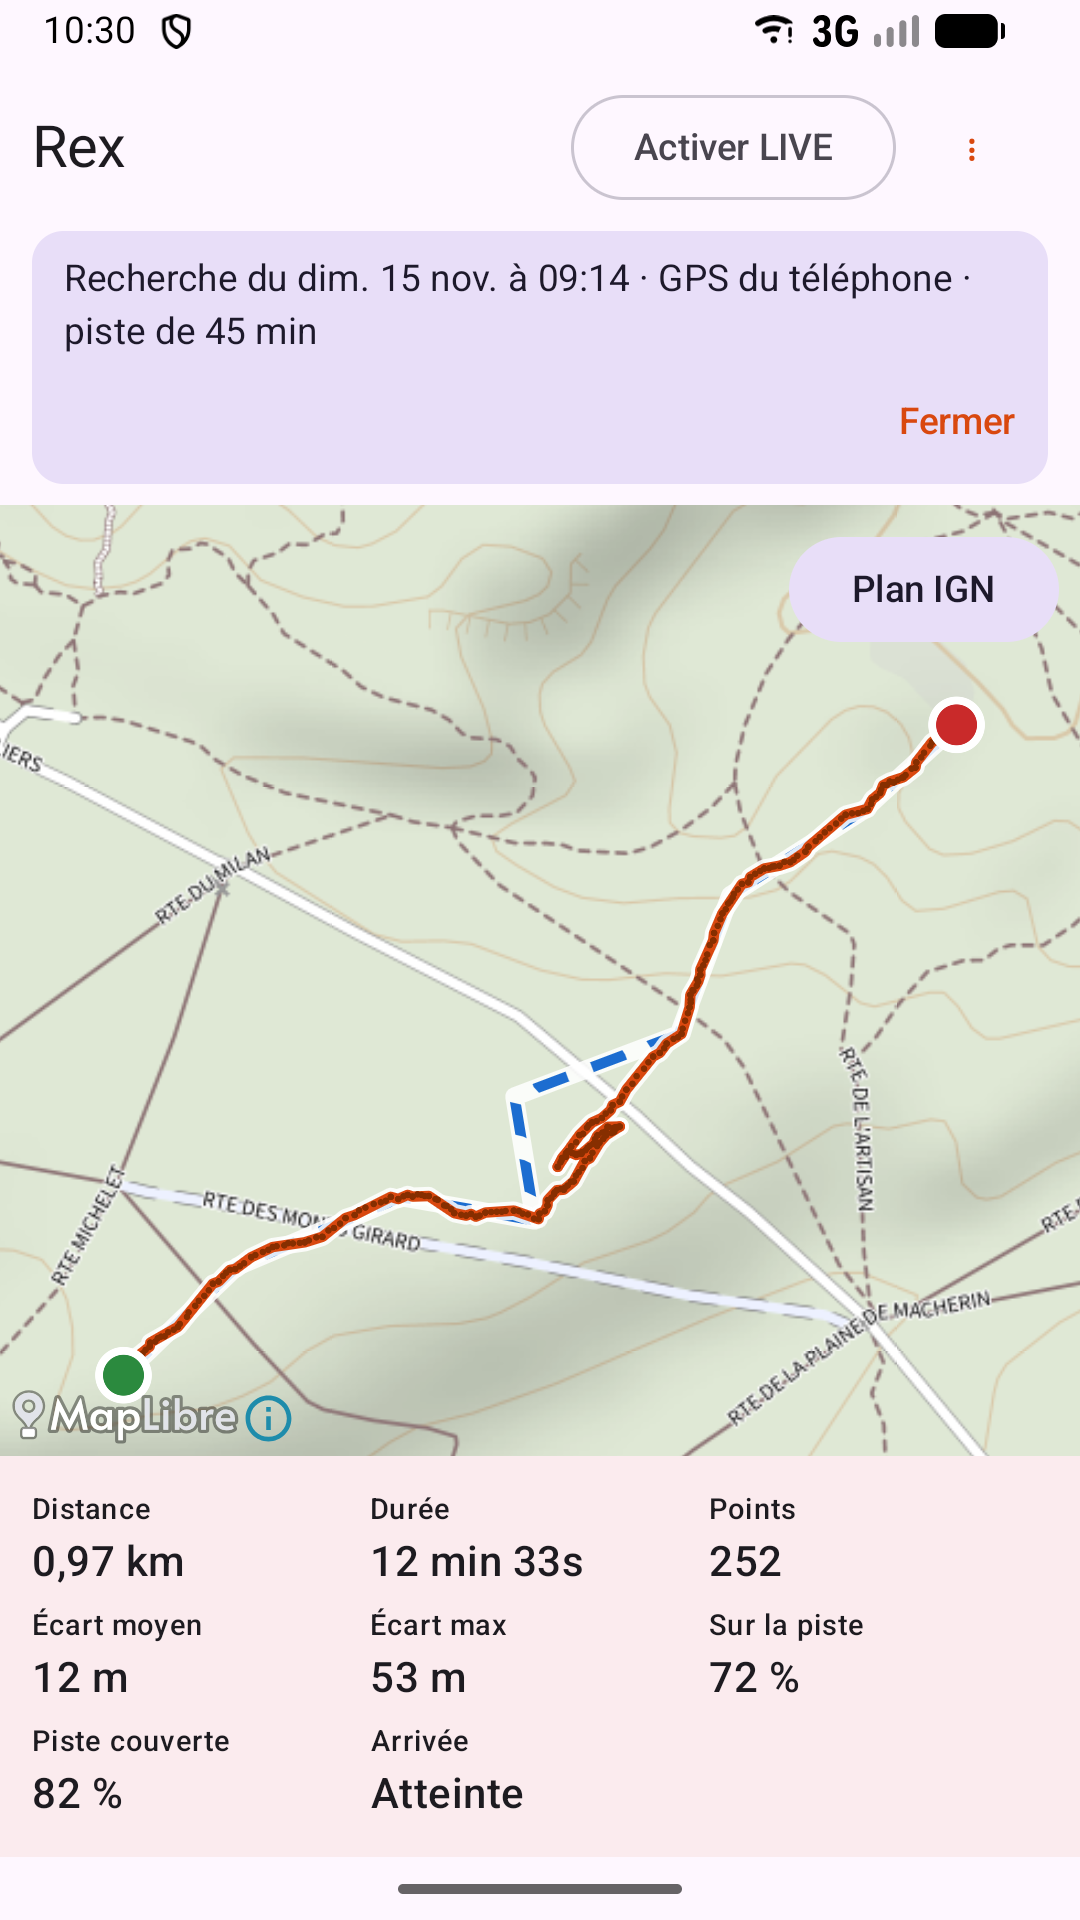 10:30
3G
Rex
Activer LIVE
Recherche du dim. 15 nov. à 09:14 · GPS du téléphone ·
piste de 45 min
Fermer
Plan IGN
IERS
RTE DU MILAN
RTE DE L'ARTISAN
RTE MICHELET
RTE DES MON
GIRARD
RTE
RTE DE LA PLAINE DE MACHERIN
MapLibre
Distance
Durée
Points
0,97 km
12 min 33s
252
Écart moyen
Écart max
Sur la piste
12 m
53 m
72 %
Piste couverte
Arrivée
82 %
Atteinte